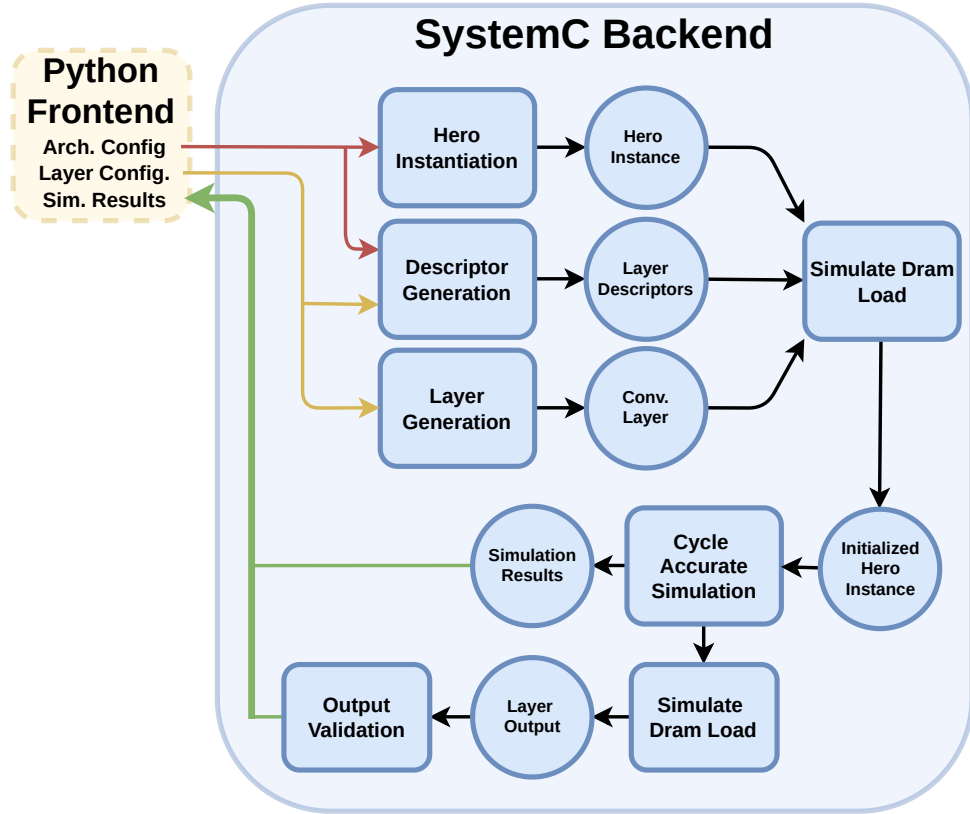 SystemC Backend
Python
Frontend
Arch. Config
Layer Config.
Sim. Results
Hero
Instantiation
Hero
Instance
Descriptor
Generation
Layer
Descriptors
Simulate Dram
Load
Layer
Generation
Conv.
Layer
Simulation
Results
Cycle
Accurate
Simulation
Initialized
Hero
Instance
Output
Validation
Layer
Output
Simulate
Dram Load